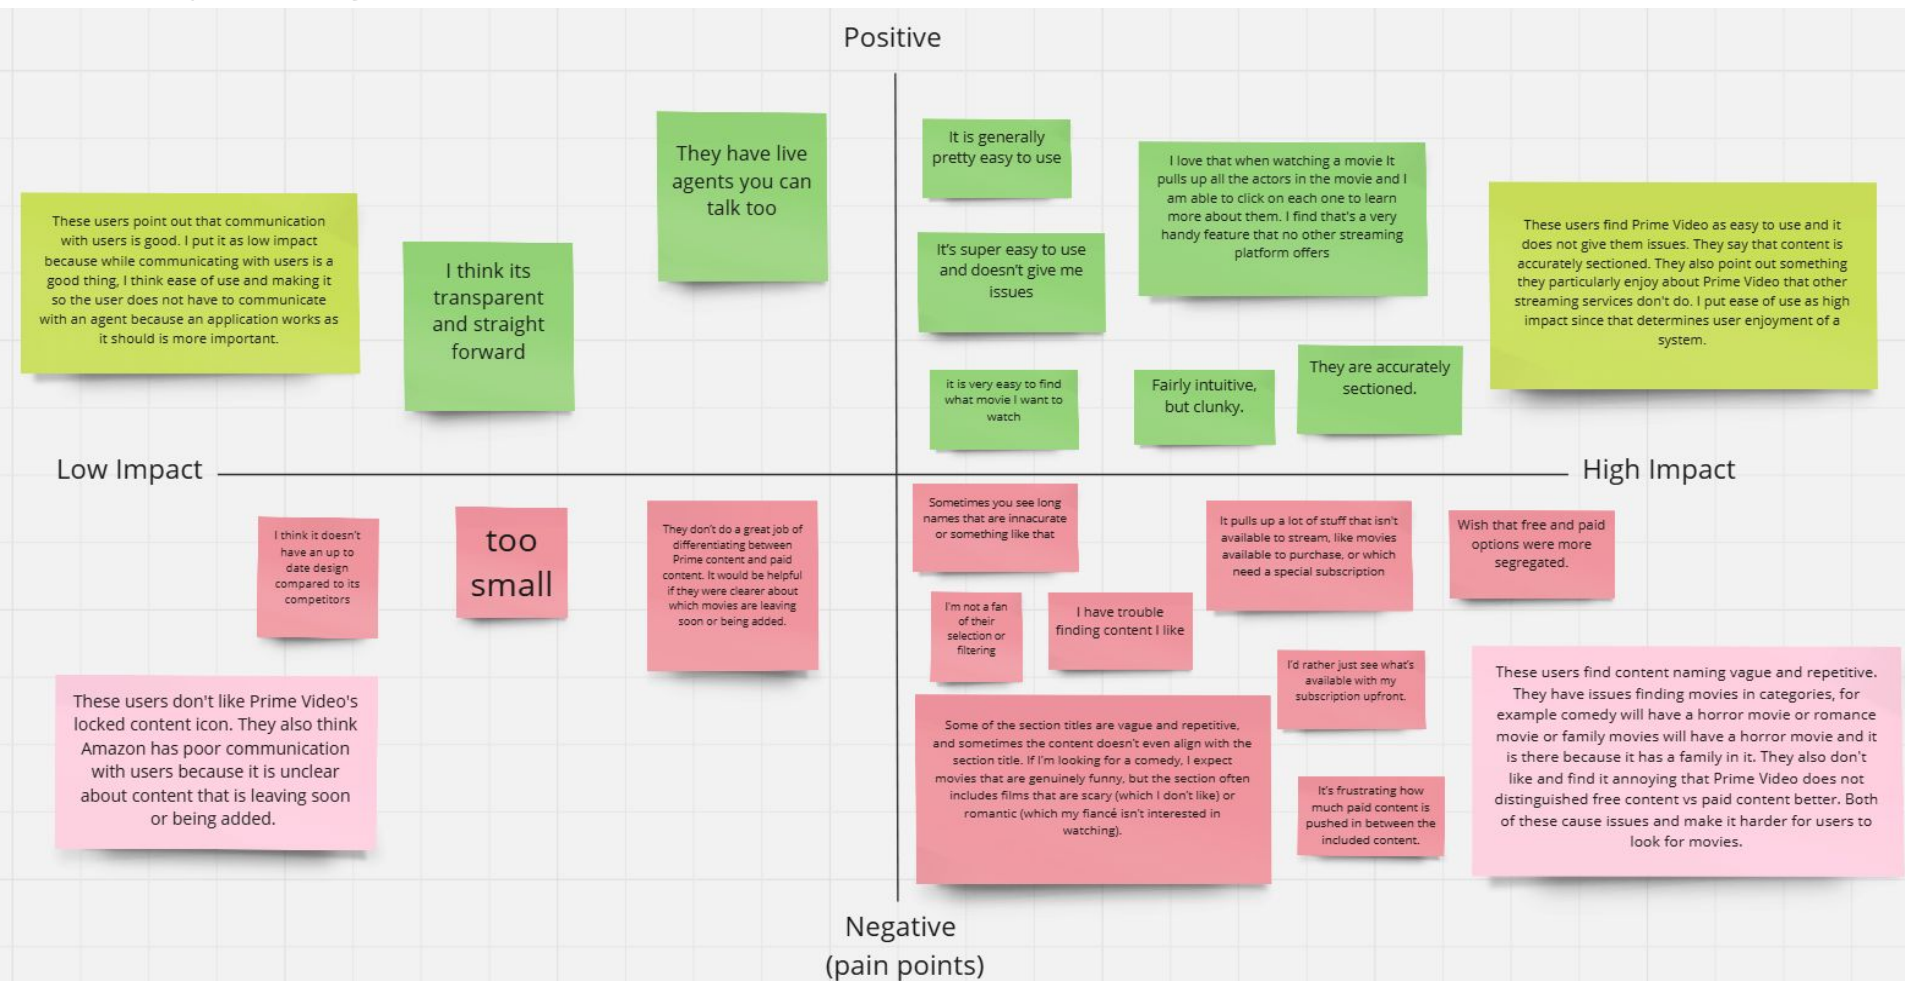 Positive
These users point out that communication
with users is good. I put it as low impact
because while communicating with users is a
good thing, I think ease of use and making it
so the user does not have to communicate
with an agent because an application works as
it should is more important.
I think its
transparent
and straight
forward
They have live
agents you can
talk too
It is generally
pretty easy to use
It's super easy to use
and doesn't give me
issues
it is very easy to find
what movie I want to
watch
I love that when watching a movie It
pulls up all the actors in the movie and I
am able to click on each one to learn
more about them. I find that's a very
handy feature that no other streaming
platform offers
Fairly intuitive,
but clunky.
They are accurately
sectioned.
These users find Prime Video as easy to use and it
does not give them issues. They say that content is
accurately sectioned. They also point out something
they particularly enjoy about Prime Video that other
streaming services don't do. I put ease of use as high
impact since that determines user enjoyment of a
system.
Low Impact
High Impact
I think it doesn't
have an up to
date design
compared to its
competitors
too
small
They don't do a great job of
differentiating between
Prime content and paid
content. It would be helpful
if they were clearer about
which movies are leaving
soon or being added.
These users don't like Prime Video's
locked content icon. They also think
Amazon has poor communication
with users because it is unclear
about content that is leaving soon
or being added.
Sometimes you see long
names that are innacurate
or something like that
I'm not a fan
of their
selection or
filtering
I have trouble
finding content I like
It pulls up a lot of stuff that isn't
available to stream, like movies
available to purchase, or which
need a special subscription
Wish that free and paid
options were more
segregated.
I'd rather just see what's
available with my
subscription upfront.
Some of the section titles are vague and repetitive,
and sometimes the content doesn't even align with the
section title. If I'm looking for a comedy, I expect
movies that are genuinely funny, but the section often
includes films that are scary (which I don't like) or
romantic (which my fiancé isn't interested in
watching).
It's frustrating how
much paid content is
pushed in between the
included content.
These users find content naming vague and repetitive.
They have issues finding movies in categories, for
example comedy will have a horror movie or romance
movie or family movies will have a horror movie and it
is there because it has a family in it. They also don't
like and find it annoying that Prime Video does not
distinguished free content vs paid content better. Both
of these cause issues and make it harder for users to
look for movies.
Negative
(pain points)